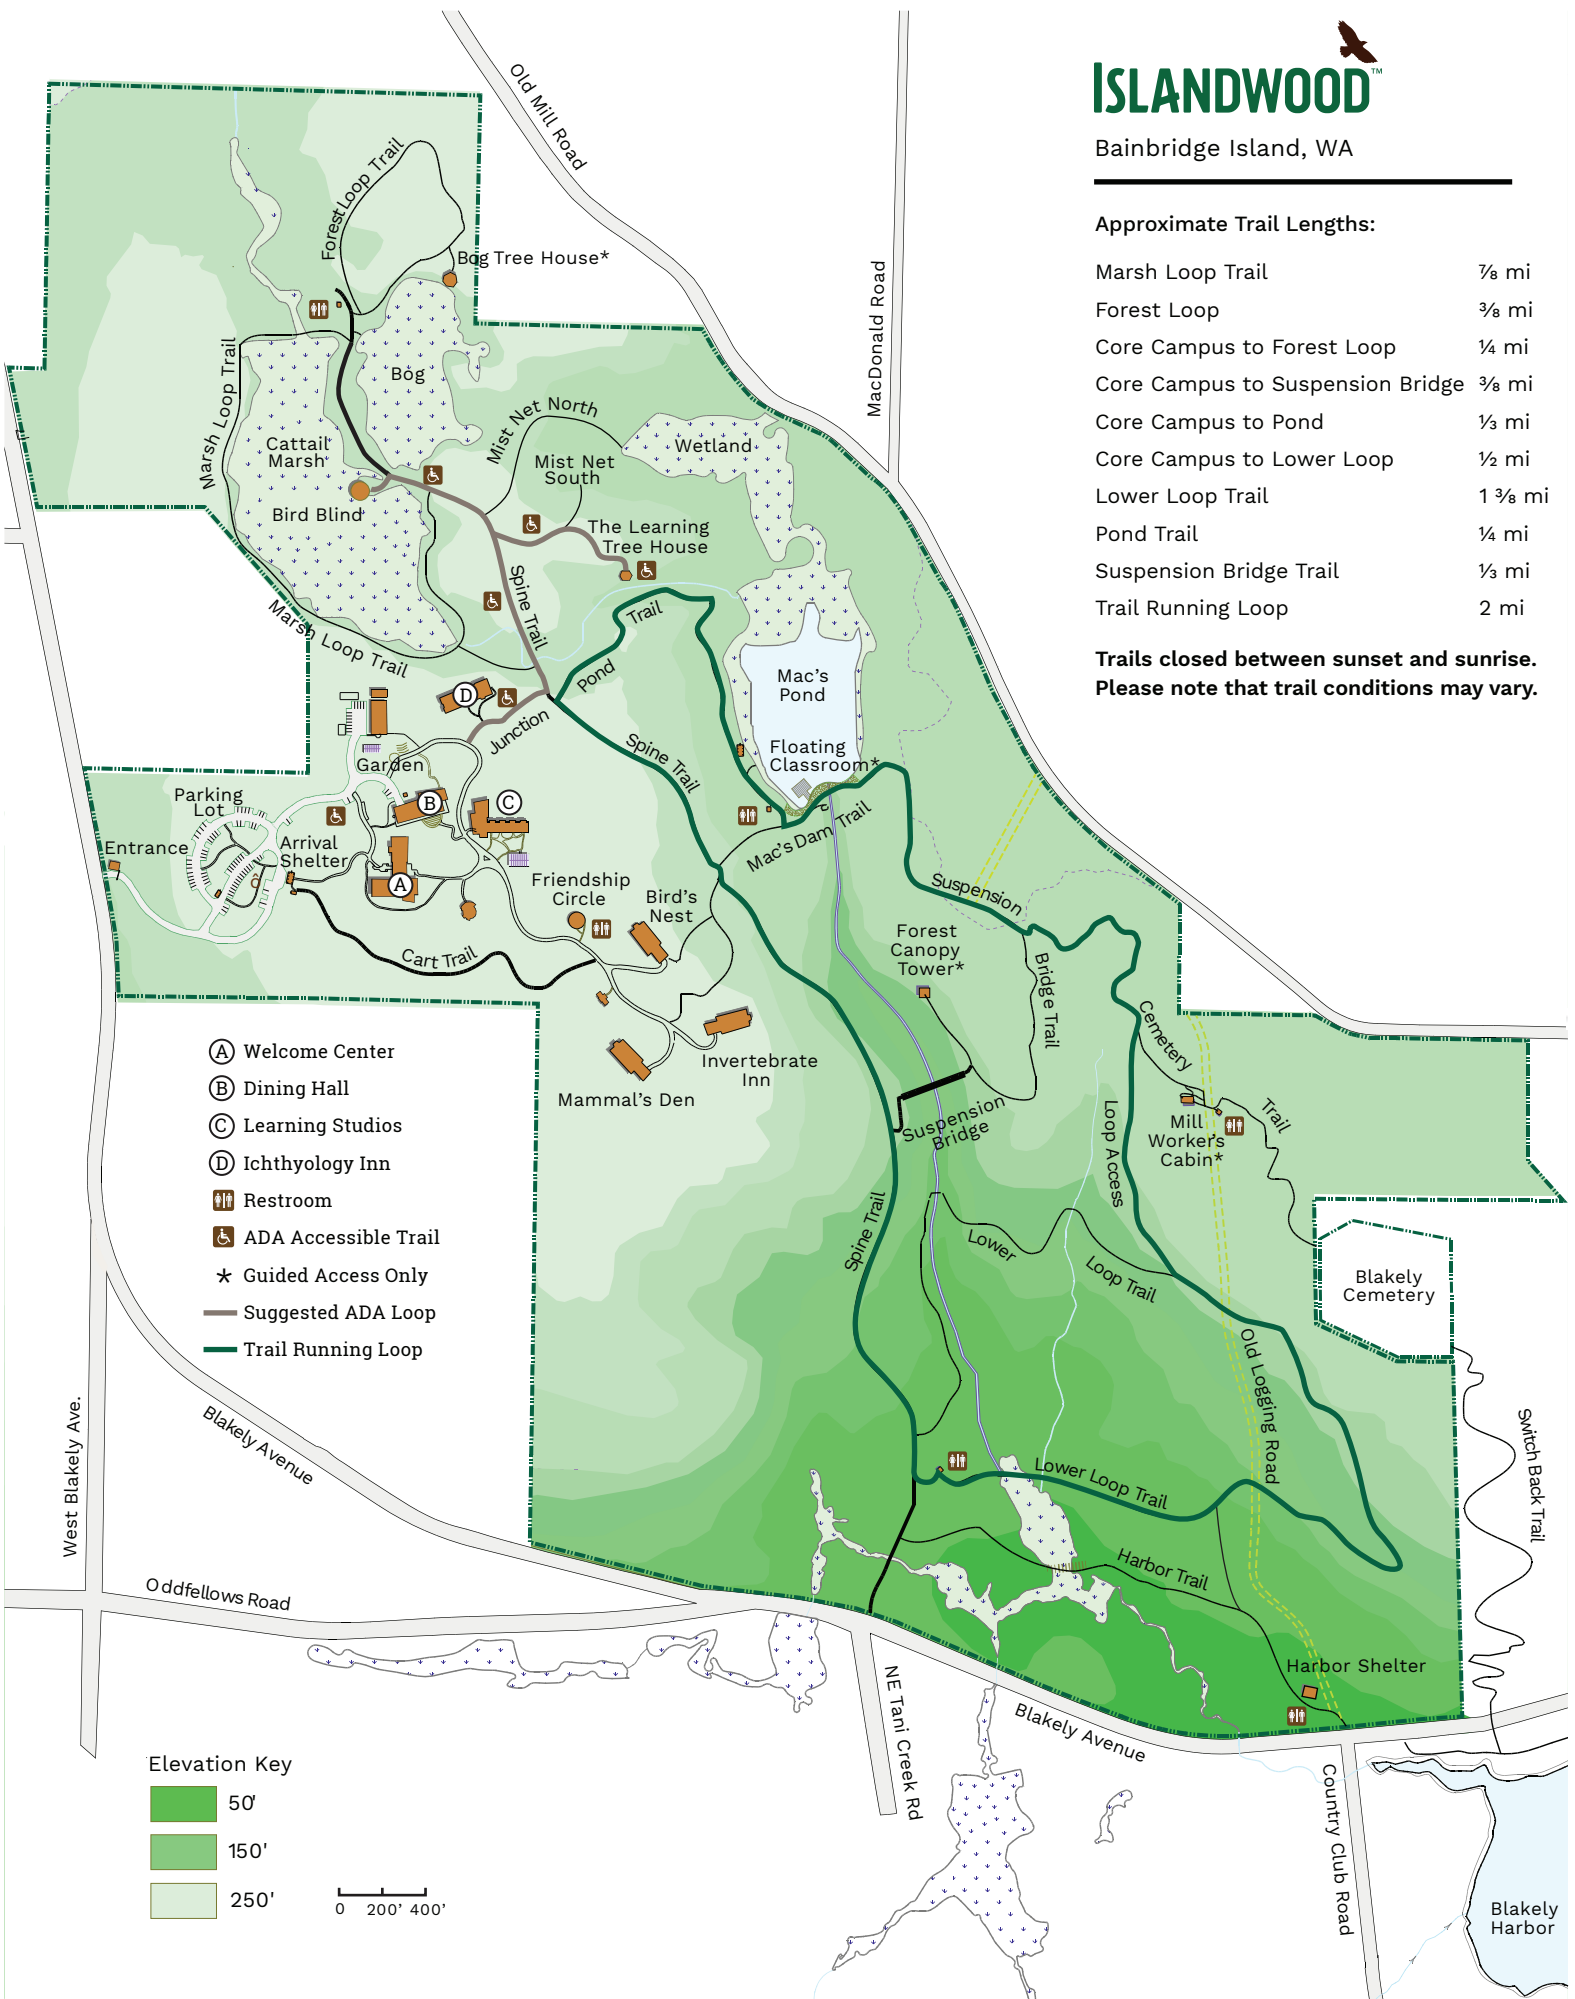 ISLANDWOOD™
Bainbridge Island, WA
Approximate Trail Lengths:
Marsh Loop Trail ⅞ mi
Forest Loop ⅜ mi
Core Campus to Forest Loop ¼ mi
Core Campus to Suspension Bridge ⅜ mi
Core Campus to Pond ⅓ mi
Core Campus to Lower Loop ½ mi
Lower Loop Trail 1 ⅜ mi
Pond Trail ¼ mi
Suspension Bridge Trail ⅓ mi
Trail Running Loop 2 mi
Trails closed between sunset and sunrise.
Please note that trail conditions may vary.
Old Mill Road
MacDonald Road
Forest Loop Trail
Bog Tree House*
Marsh Loop Trail
Bog
Cattail
Marsh
Bird Blind
Mist Net North
Mist Net
South
Wetland
The Learning
Tree House
Spine Trail
Marsh Loop Trail
Pond
Trail
Mac's
Pond
D
Junction
Spine Trail
Floating
Classroom*
Garden
Parking
Lot
B
C
Mac's Dam Trail
Entrance
Arrival
Shelter
A
Friendship
Circle
Bird's
Nest
Suspension
Forest
Canopy
Tower*
Bridge Trail
Cart Trail
Cemetery
Invertebrate
Inn
Mammal's Den
Suspension
Bridge
Loop Access
Mill
Worker's
Cabin*
Trail
A Welcome Center
B Dining Hall
C Learning Studios
D Ichthyology Inn
Restroom
ADA Accessible Trail
* Guided Access Only
Suggested ADA Loop
Trail Running Loop
Spine Trail
Lower
Loop Trail
Blakely
Cemetery
Old Logging Road
Switch Back Trail
West Blakely Ave.
Blakely Avenue
Lower Loop Trail
Harbor Trail
Oddfellows Road
Harbor Shelter
NE Tani Creek Rd
Blakely Avenue
Country Club Road
Elevation Key
50'
150'
250'
0 200' 400'
Blakely
Harbor